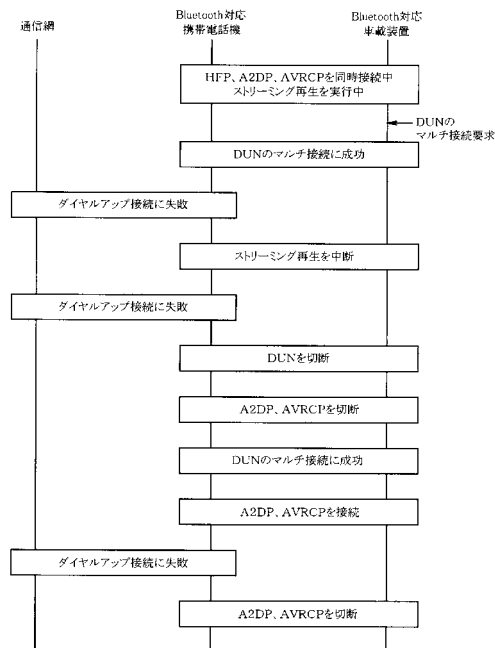 通信網
Bluetooth対応
携帯電話機
Bluetooth対応
車載装置
HFP、A2DP、AVRCPを同時接続中
ストリーミング再生を実行中
DUNの
マルチ接続要求
DUNのマルチ接続に成功
ダイヤルアップ接続に失敗
ストリーミング再生を中断
ダイヤルアップ接続に失敗
DUNを切断
A2DP、AVRCPを切断
DUNのマルチ接続に成功
A2DP、AVRCPを接続
ダイヤルアップ接続に失敗
A2DP、AVRCPを切断